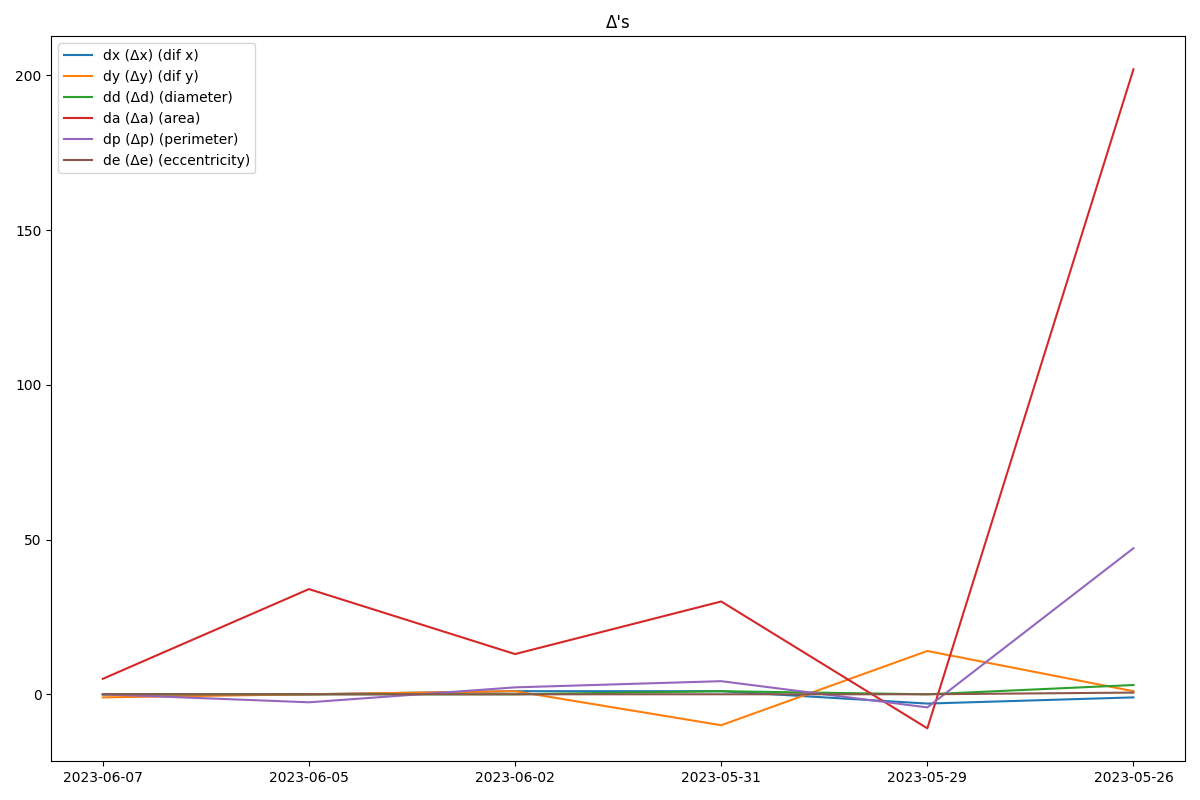 Δ's
dx (Δx) (dif x)
dy (Δy) (dif y)
dd (Δd) (diameter)
da (Δa) (area)
dp (Δp) (perimeter)
de (Δe) (eccentricity)
200
150
100
50
0
2023-06-07 2023-06-05 2023-06-02 2023-05-31 2023-05-29 2023-05-26